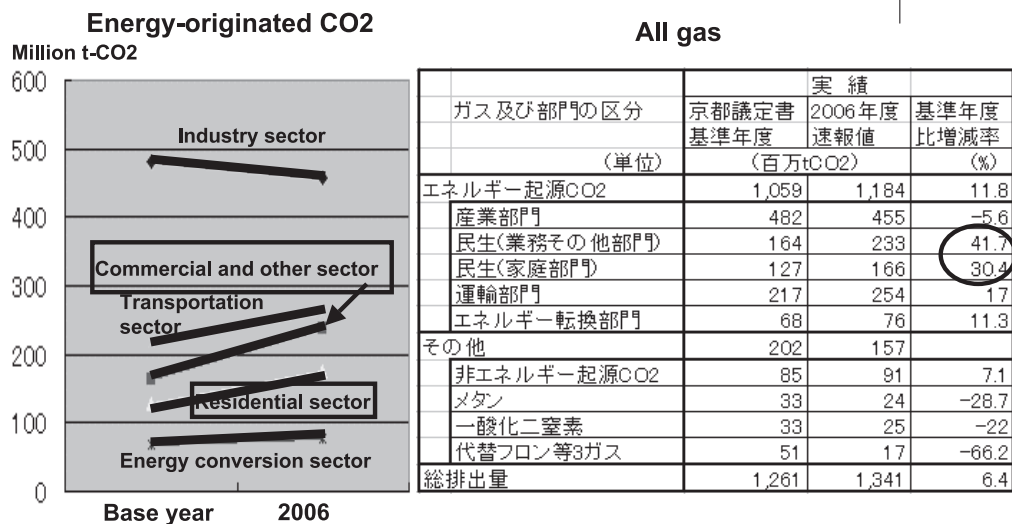 Energy-originated CO2
Million t-CO2
600
500
400
300
200
100
0
Industry sector
Commercial and other sector
Transportation
sector
Residential sector
Energy conversion sector
Base year 2006
All gas
実 績
ガス及び部門の区分 京都議定書 2006年度 基準年度
基準年度 速報値 比増減率
(単位) (百万tCO2) (%)
エネルギー起源CO2 1,059 1,184 11.8
産業部門 482 455 -5.6
民生(業務その他部門) 164 233 41.7
民生(家庭部門) 127 166 30.4
運輸部門 217 254 17
エネルギー転換部門 68 76 11.3
その他 202 157
非エネルギー起源CO2 85 91 7.1
メタン 33 24 -28.7
一酸化二窒素 33 25 -22
代替フロン等3ガス 51 17 -66.2
総排出量 1,261 1,341 6.4